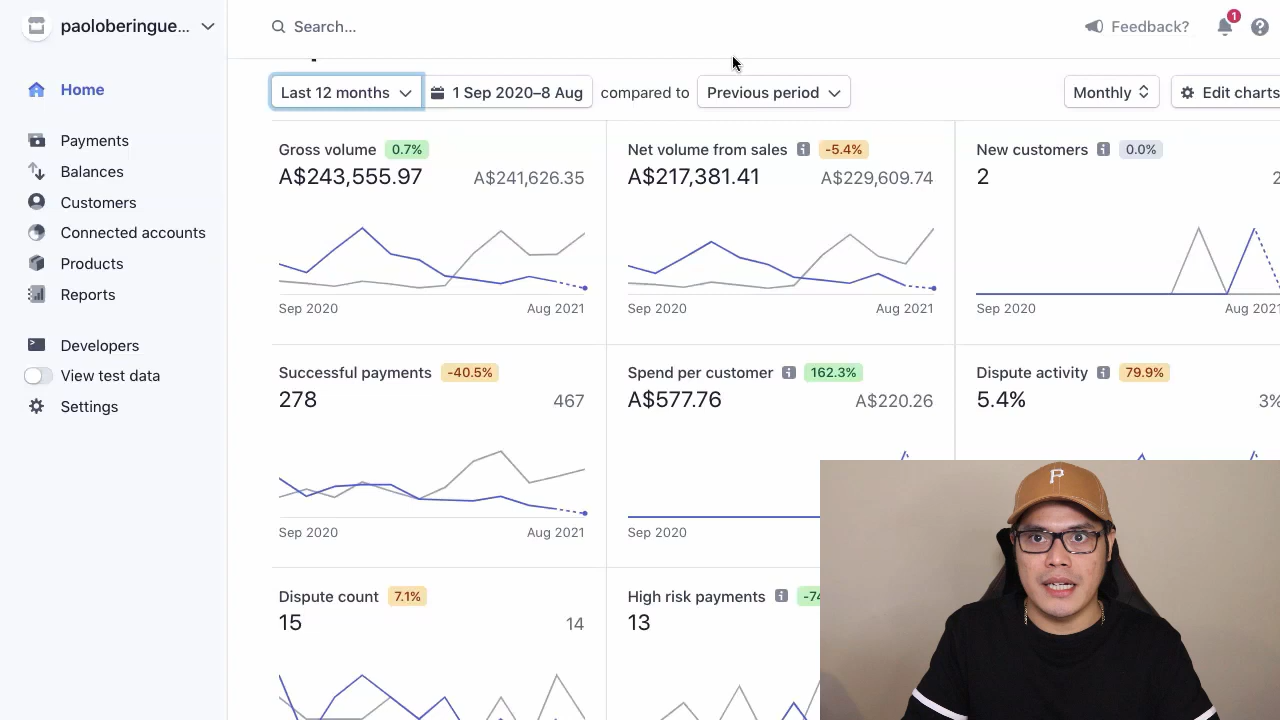 paoloberingue...
Search...
Feedback?
1
Home
Payments
Balances
Customers
Connected accounts
Products
Reports
Developers
View test data
Settings
Last 12 months
1 Sep 2020–8 Aug
compared to
Previous period
Monthly
Edit charts
Gross volume 0.7%
A$243,555.97 A$241,626.35
Sep 2020 Aug 2021
Net volume from sales -5.4%
A$217,381.41 A$229,609.74
Sep 2020 Aug 2021
New customers 0.0%
2 2
Sep 2020 Aug 2021
Successful payments -40.5%
278 467
Sep 2020 Aug 2021
Spend per customer 162.3%
A$577.76 A$220.26
Sep 2020
Dispute activity 79.9%
5.4% 3%
Dispute count 7.1%
15 14
High risk payments
13
P